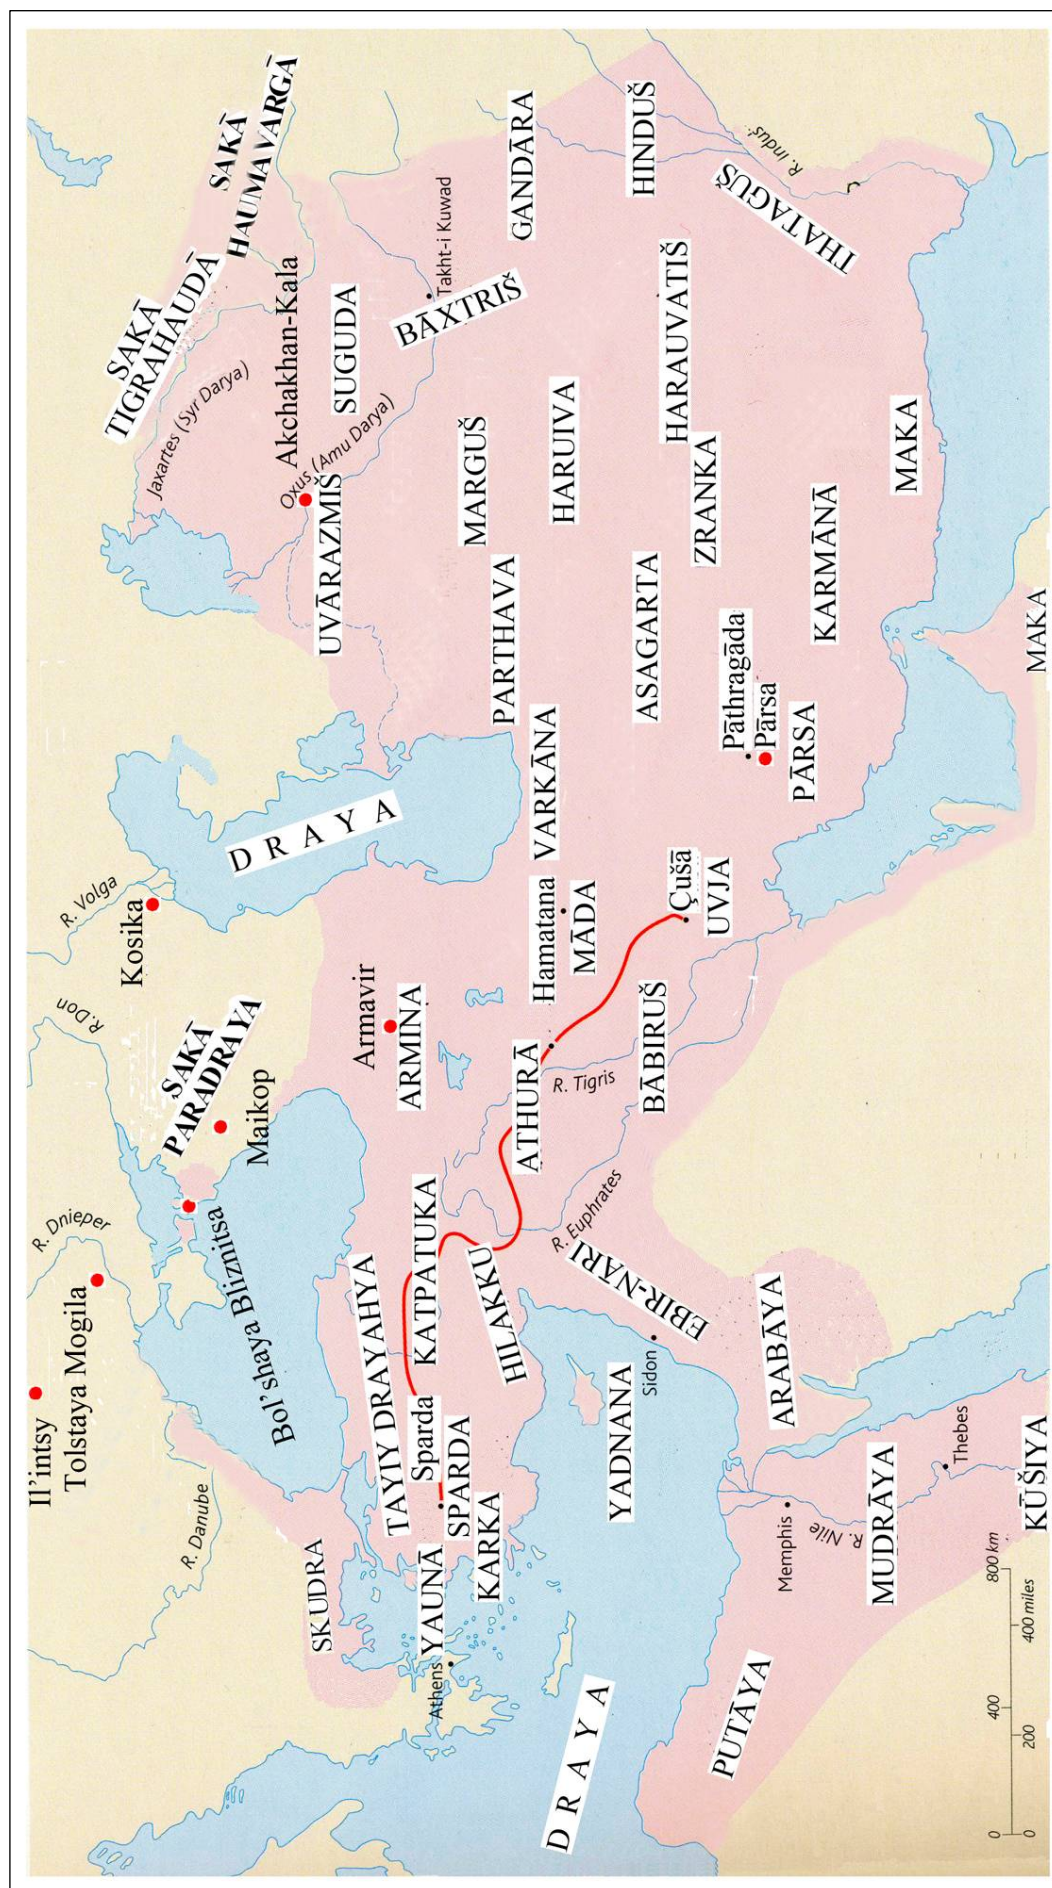 Il’intsy
Tolstaya Mogila
R. Dnieper
R. Don
R. Volga
Kosika
SAKĀ
PARADRAYA
Maikop
Bol’shaya Bliznitsa
R. Danube
SKUDRA
DRAYA
Jaxartes (Syr Darya)
SAKĀ
TIGRAHAUDĀ
SAKĀ
HAUMAVARGĀ
Akchakhan-Kala
Oxus (Amu Darya)
UVĀRAZMIŠ
SUGUDA
BĀXTRIŠ
Takht-i Kuwad
TAYIY DRAYAHYA
KATPATUKA
Armavir
ARMINA
Athens
YAUNĀ
Sparda
SPARDA
KARKA
HILAKKU
ATHURĀ
R. Tigris
R. Euphrates
Hamatana
MĀDA
VARKĀNA
PARTHAVA
MARGUŠ
HARUIVA
GANDĀRA
HINDUŠ
R. Indus
THATAGUŠ
HARAUVATIŠ
ZRANKA
ASAGARTA
BĀBIRUŠ
Çušā
UVJA
Pāthragāda
Pārsa
PĀRSA
KARMĀNĀ
MAKA
MAKA
DRAYA
YADNANA
Sidon
EBIR-NĀRI
ARABĀYA
PUTĀYA
Memphis
R. Nile
MUDRĀYA
Thebes
KŪŠIYA
0 400 800 km
0 200 400 miles